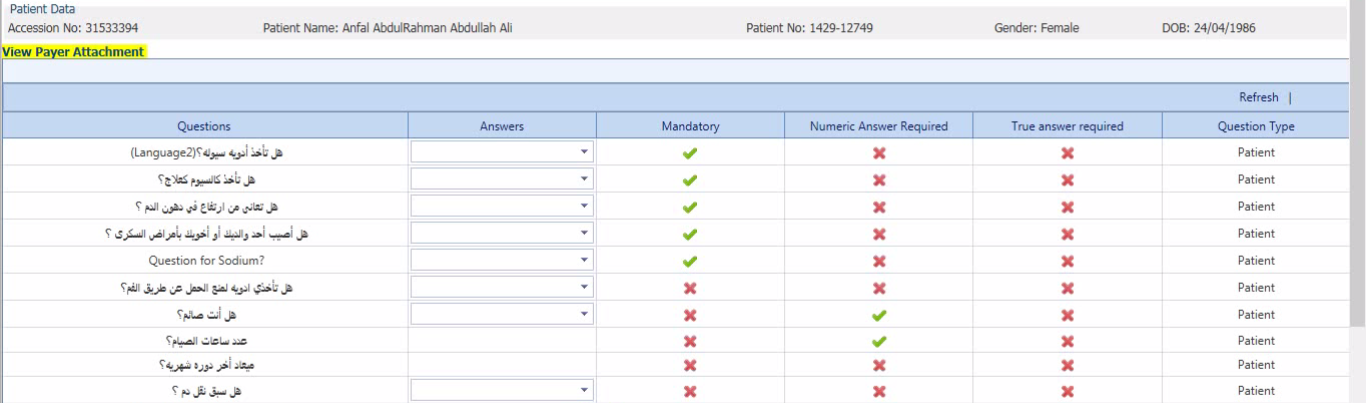 Patient Data
Accession No: 31533394 Patient Name: Anfal AbdulRahman Abdullah Ali Patient No: 1429-12749 Gender: Female DOB: 24/04/1986
View Payer Attachment
Refresh |
Questions Answers Mandatory Numeric Answer Required True answer required Question Type
هل تأخذ أدويه سيوله؟(Language2) Patient
هل تأخذ كالسيوم كعلاج؟ Patient
هل تعانى من ارتفاع في دهون الدم ؟ Patient
هل أصيب أحد والديك أو أخويك بأمراض السكرى ؟ Patient
Question for Sodium? Patient
هل تأخذي ادويه لمنع الحمل عن طريق الفم؟ Patient
هل أنت صائم؟ Patient
عدد ساعات الصيام؟ Patient
ميعاد أخر دوره شهريه؟ Patient
هل سبق نقل دم ؟ Patient